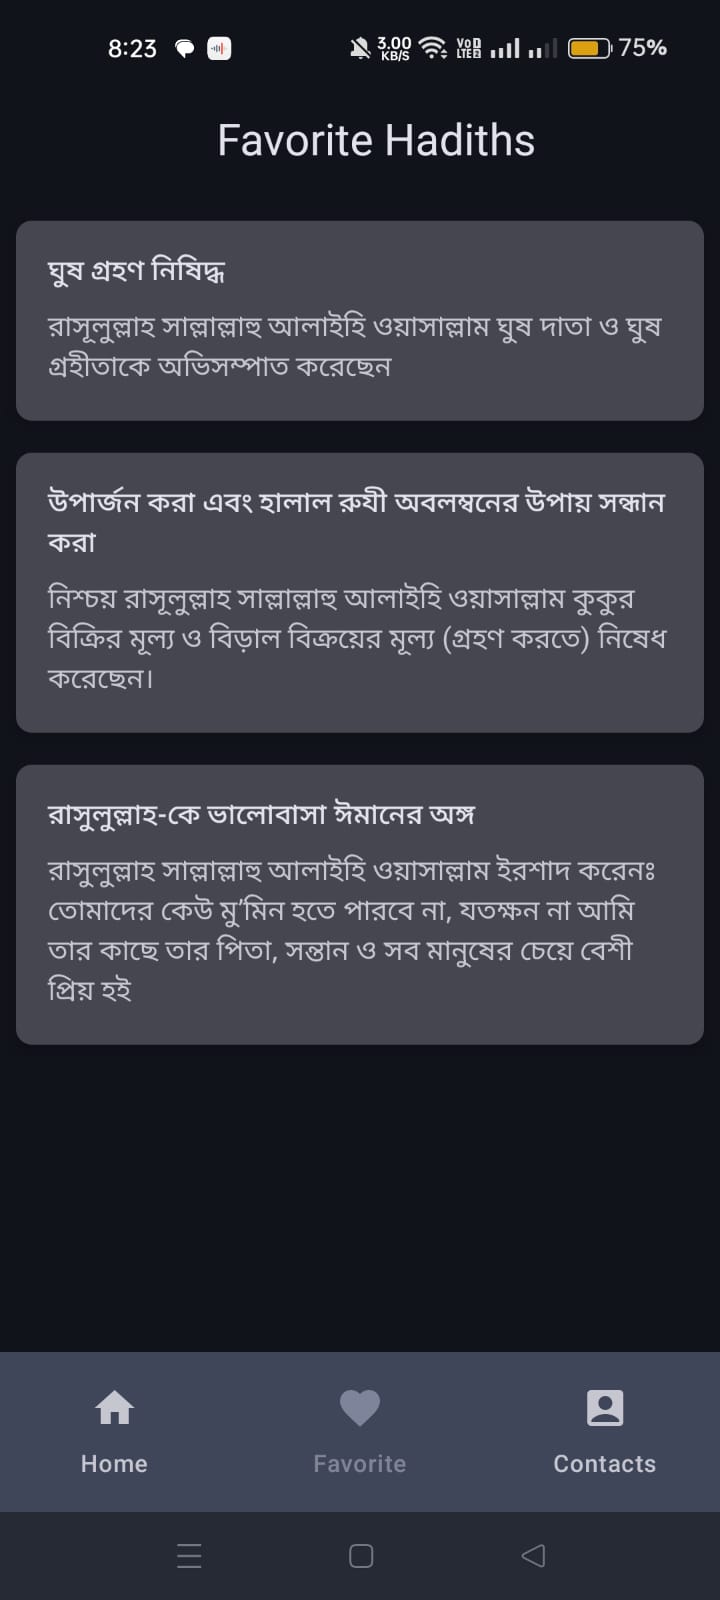 8:23 3.00 KB/S VoD LTE2 75%
Favorite Hadiths
ঘুষ গ্রহণ নিষিদ্ধ
রাসূলুল্লাহ সাল্লাল্লাহু আলাইহি ওয়াসাল্লাম ঘুষ দাতা ও ঘুষ
গ্রহীতাকে অভিসম্পাত করেছেন
উপার্জন করা এবং হালাল রুযী অবলম্বনের উপায় সন্ধান
করা
নিশ্চয় রাসূলুল্লাহ সাল্লাল্লাহু আলাইহি ওয়াসাল্লাম কুকুর
বিক্রির মূল্য ও বিড়াল বিক্রয়ের মূল্য (গ্রহণ করতে) নিষেধ
করেছেন।
রাসুলুল্লাহ-কে ভালোবাসা ঈমানের অঙ্গ
রাসুলুল্লাহ সাল্লাল্লাহু আলাইহি ওয়াসাল্লাম ইরশাদ করেনঃ
তোমাদের কেউ মু’মিন হতে পারবে না, যতক্ষন না আমি
তার কাছে তার পিতা, সন্তান ও সব মানুষের চেয়ে বেশী
প্রিয় হই
Home Favorite Contacts